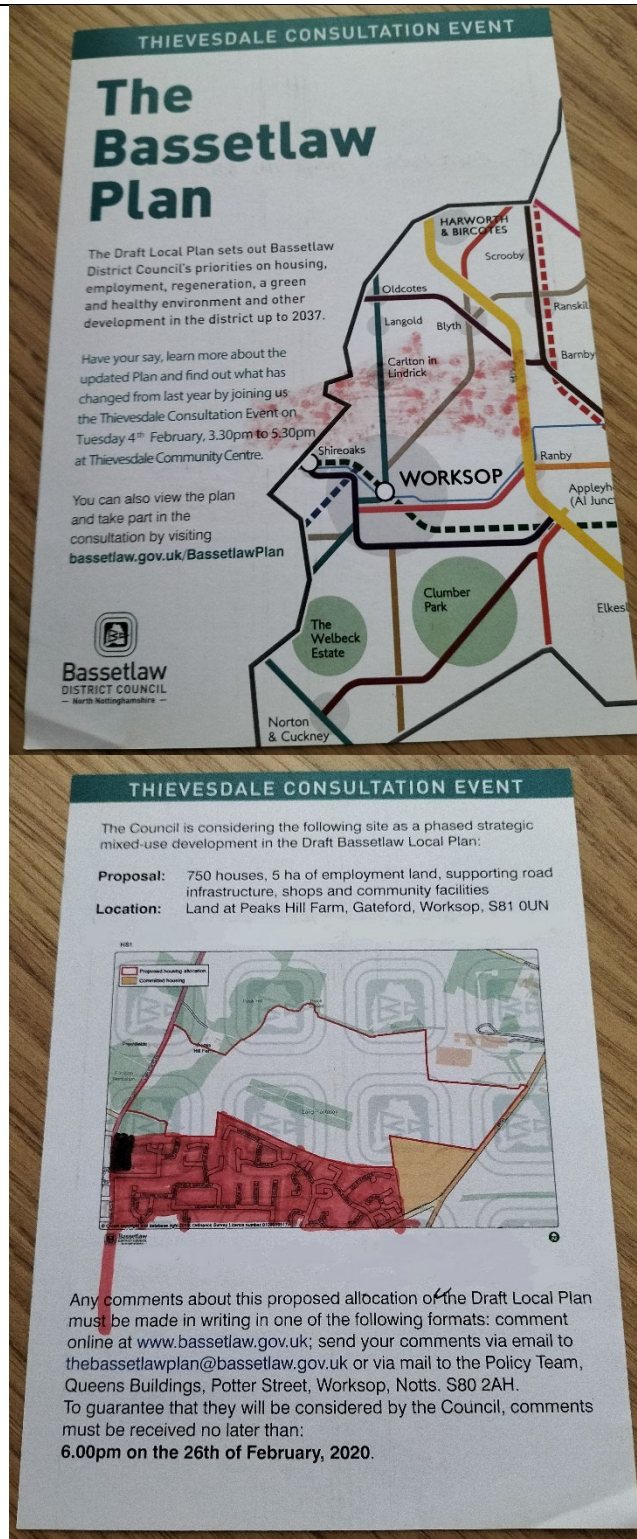 THIEVESDALE CONSULTATION EVENT
The
Bassetlaw
Plan
The Draft Local Plan sets out Bassetlaw
District Council's priorities on housing,
employment, regeneration, a green
and healthy environment and other
development in the district up to 2037.
Have your say, learn more about the
updated Plan and find out what has
changed from last year by joining us
the Thievesdale Consultation Event on
Tuesday 4th February, 3.30pm to 5.30pm
at Thievesdale Community Centre.
You can also view the plan
and take part in the
consultation by visiting
bassetlaw.gov.uk/BassetlawPlan
Bassetlaw
DISTRICT COUNCIL
— North Nottinghamshire —
HARWORTH
& BIRCOTES
Scrooby
Oldcotes
Ranskil
Langold
Blyth
Barnby
Carlton in
Lindrick
Shireoaks
Ranby
WORKSOP
Appleyh
(A1 Junc
Clumber
Park
The
Welbeck
Estate
Elkesl
Norton
& Cuckney
THIEVESDALE CONSULTATION EVENT
The Council is considering the following site as a phased strategic
mixed-use development in the Draft Bassetlaw Local Plan:
Proposal: 750 houses, 5 ha of employment land, supporting road
infrastructure, shops and community facilities
Location: Land at Peaks Hill Farm, Gateford, Worksop, S81 0UN
HS1
Proposed housing allocation
Committed housing
Any comments about this proposed allocation of the Draft Local Plan
must be made in writing in one of the following formats: comment
online at www.bassetlaw.gov.uk; send your comments via email to
thebassetlawplan@bassetlaw.gov.uk or via mail to the Policy Team,
Queens Buildings, Potter Street, Worksop, Notts. S80 2AH.
To guarantee that they will be considered by the Council, comments
must be received no later than:
6.00pm on the 26th of February, 2020.